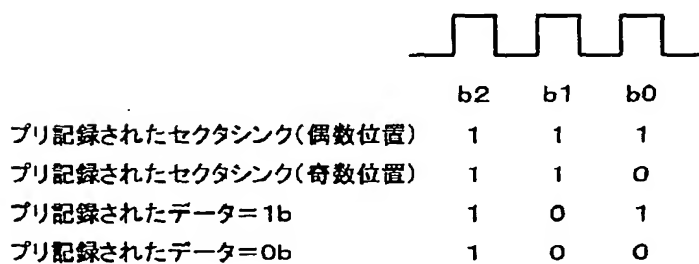 b2 b1 b0
プリ記録されたセクタシンク(偶数位置) 1 1 1
プリ記録されたセクタシンク(奇数位置) 1 1 0
プリ記録されたデータ=1b 1 0 1
プリ記録されたデータ=0b 1 0 0